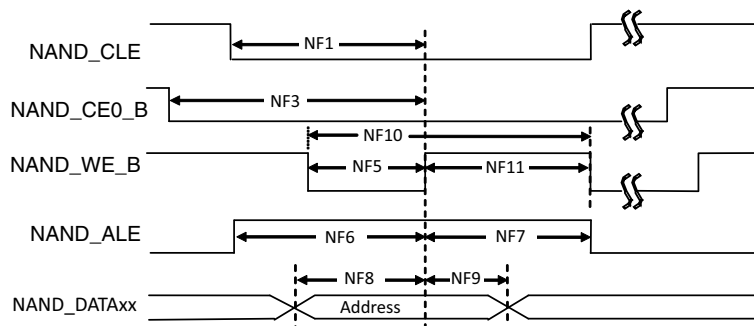 NAND_CLE
NF1
NAND_CE0_B
NF3
NF10
NAND_WE_B
NF5
NF11
NAND_ALE
NF6
NF7
NF8
NF9
NAND_DATAxx
Address